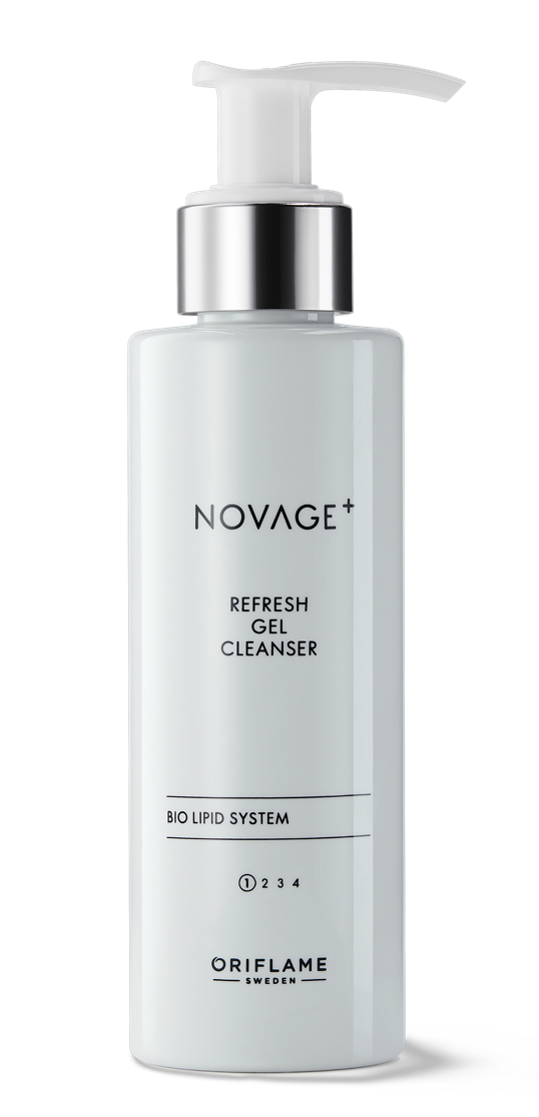 NOVAGE+
REFRESH
GEL
CLEANSER
BIO LIPID SYSTEM
① 2 3 4
ORIFLAME
SWEDEN